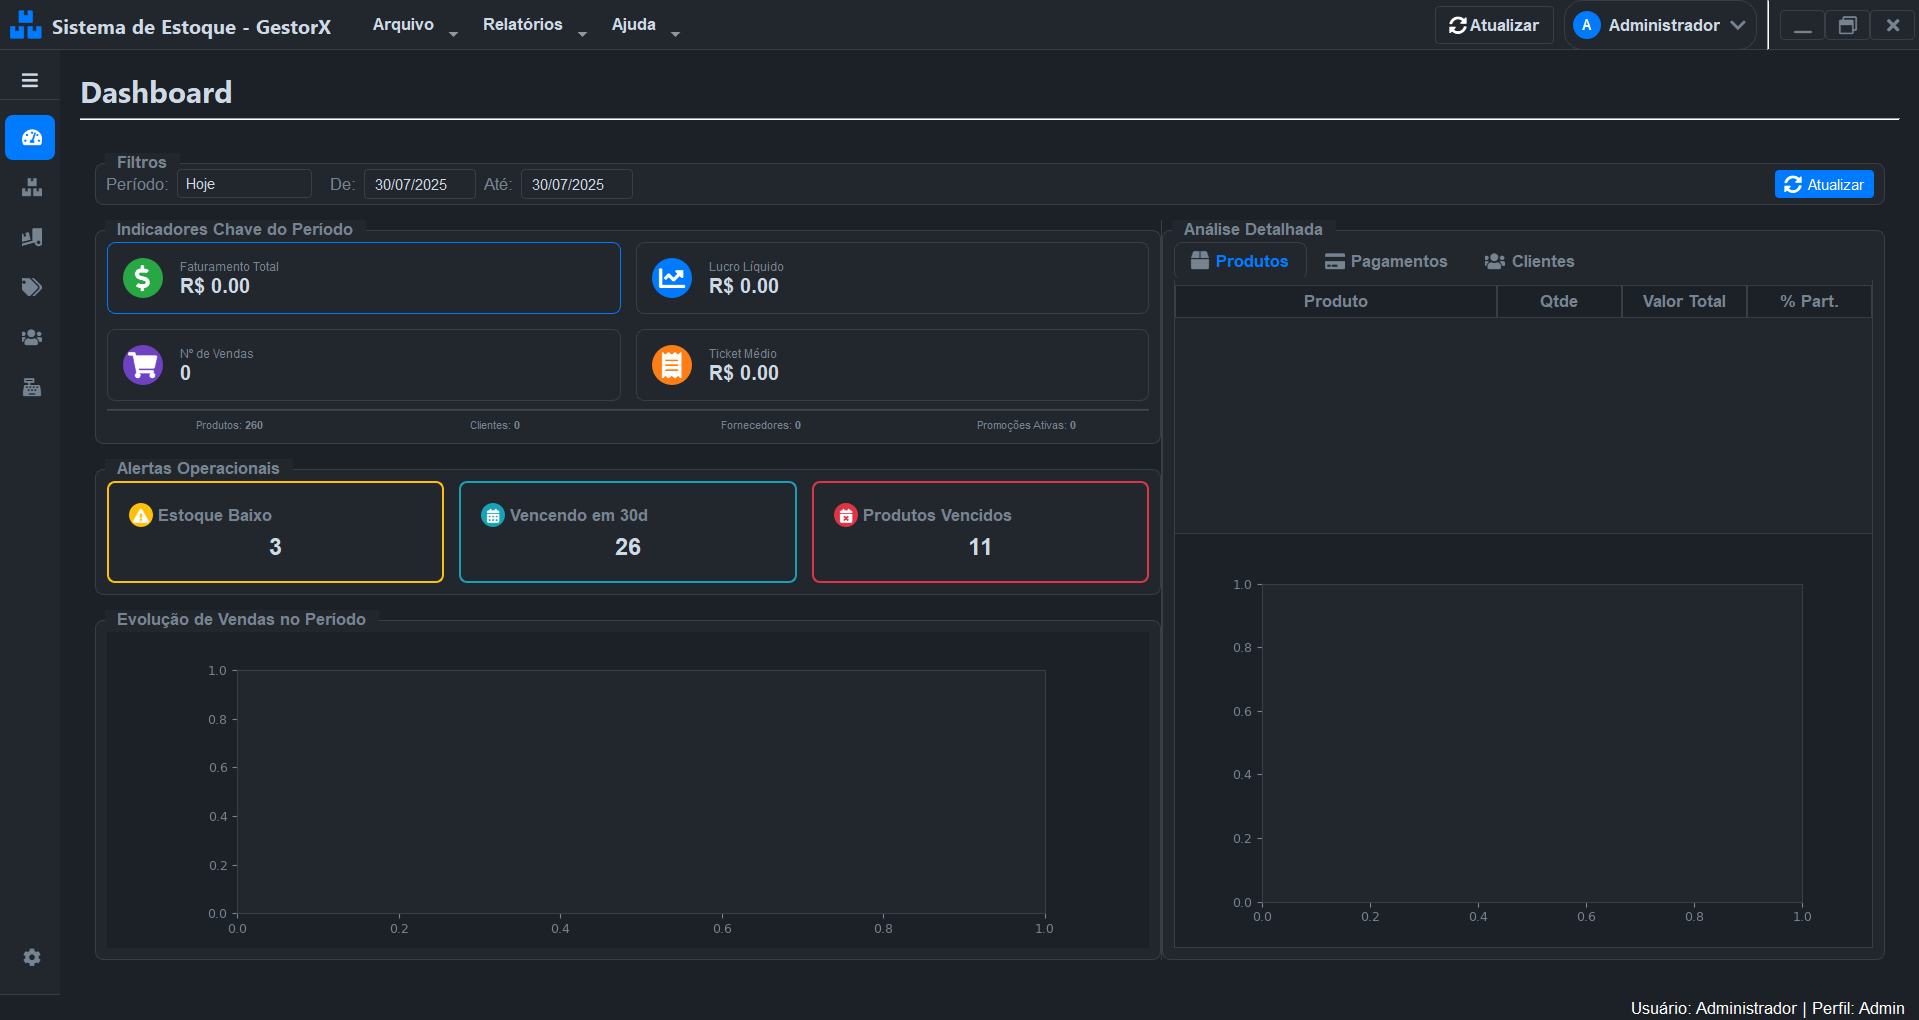 Sistema de Estoque - GestorX
Arquivo
Relatórios
Ajuda
Atualizar
A
Administrador
Dashboard
Filtros
Período:
Hoje
De:
30/07/2025
Até:
30/07/2025
Atualizar
Indicadores Chave do Período
Faturamento Total
R$ 0.00
Lucro Líquido
R$ 0.00
Nº de Vendas
0
Ticket Médio
R$ 0.00
Produtos: 260
Clientes: 0
Fornecedores: 0
Promoções Ativas: 0
Alertas Operacionais
Estoque Baixo
3
Vencendo em 30d
26
Produtos Vencidos
11
Evolução de Vendas no Período
1.0
0.8
0.6
0.4
0.2
0.0
0.0 0.2 0.4 0.6 0.8 1.0
Análise Detalhada
Produtos
Pagamentos
Clientes
Produto Qtde Valor Total % Part.
1.0
0.8
0.6
0.4
0.2
0.0
0.0 0.2 0.4 0.6 0.8 1.0
Usuário: Administrador | Perfil: Admin